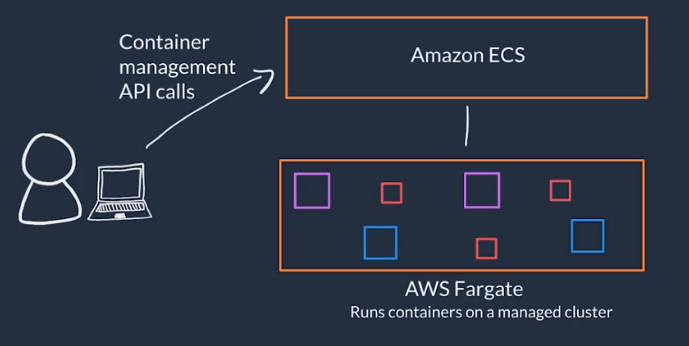 Container
management
API calls
Amazon ECS
AWS Fargate
Runs containers on a managed cluster